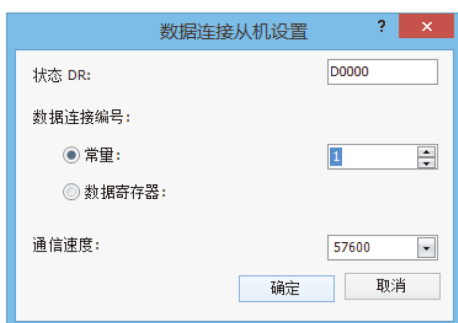 数据连接从机设置 ? ×
状态 DR: D0000
数据连接编号:
常量: 1
数据寄存器:
通信速度: 57600
确定 取消